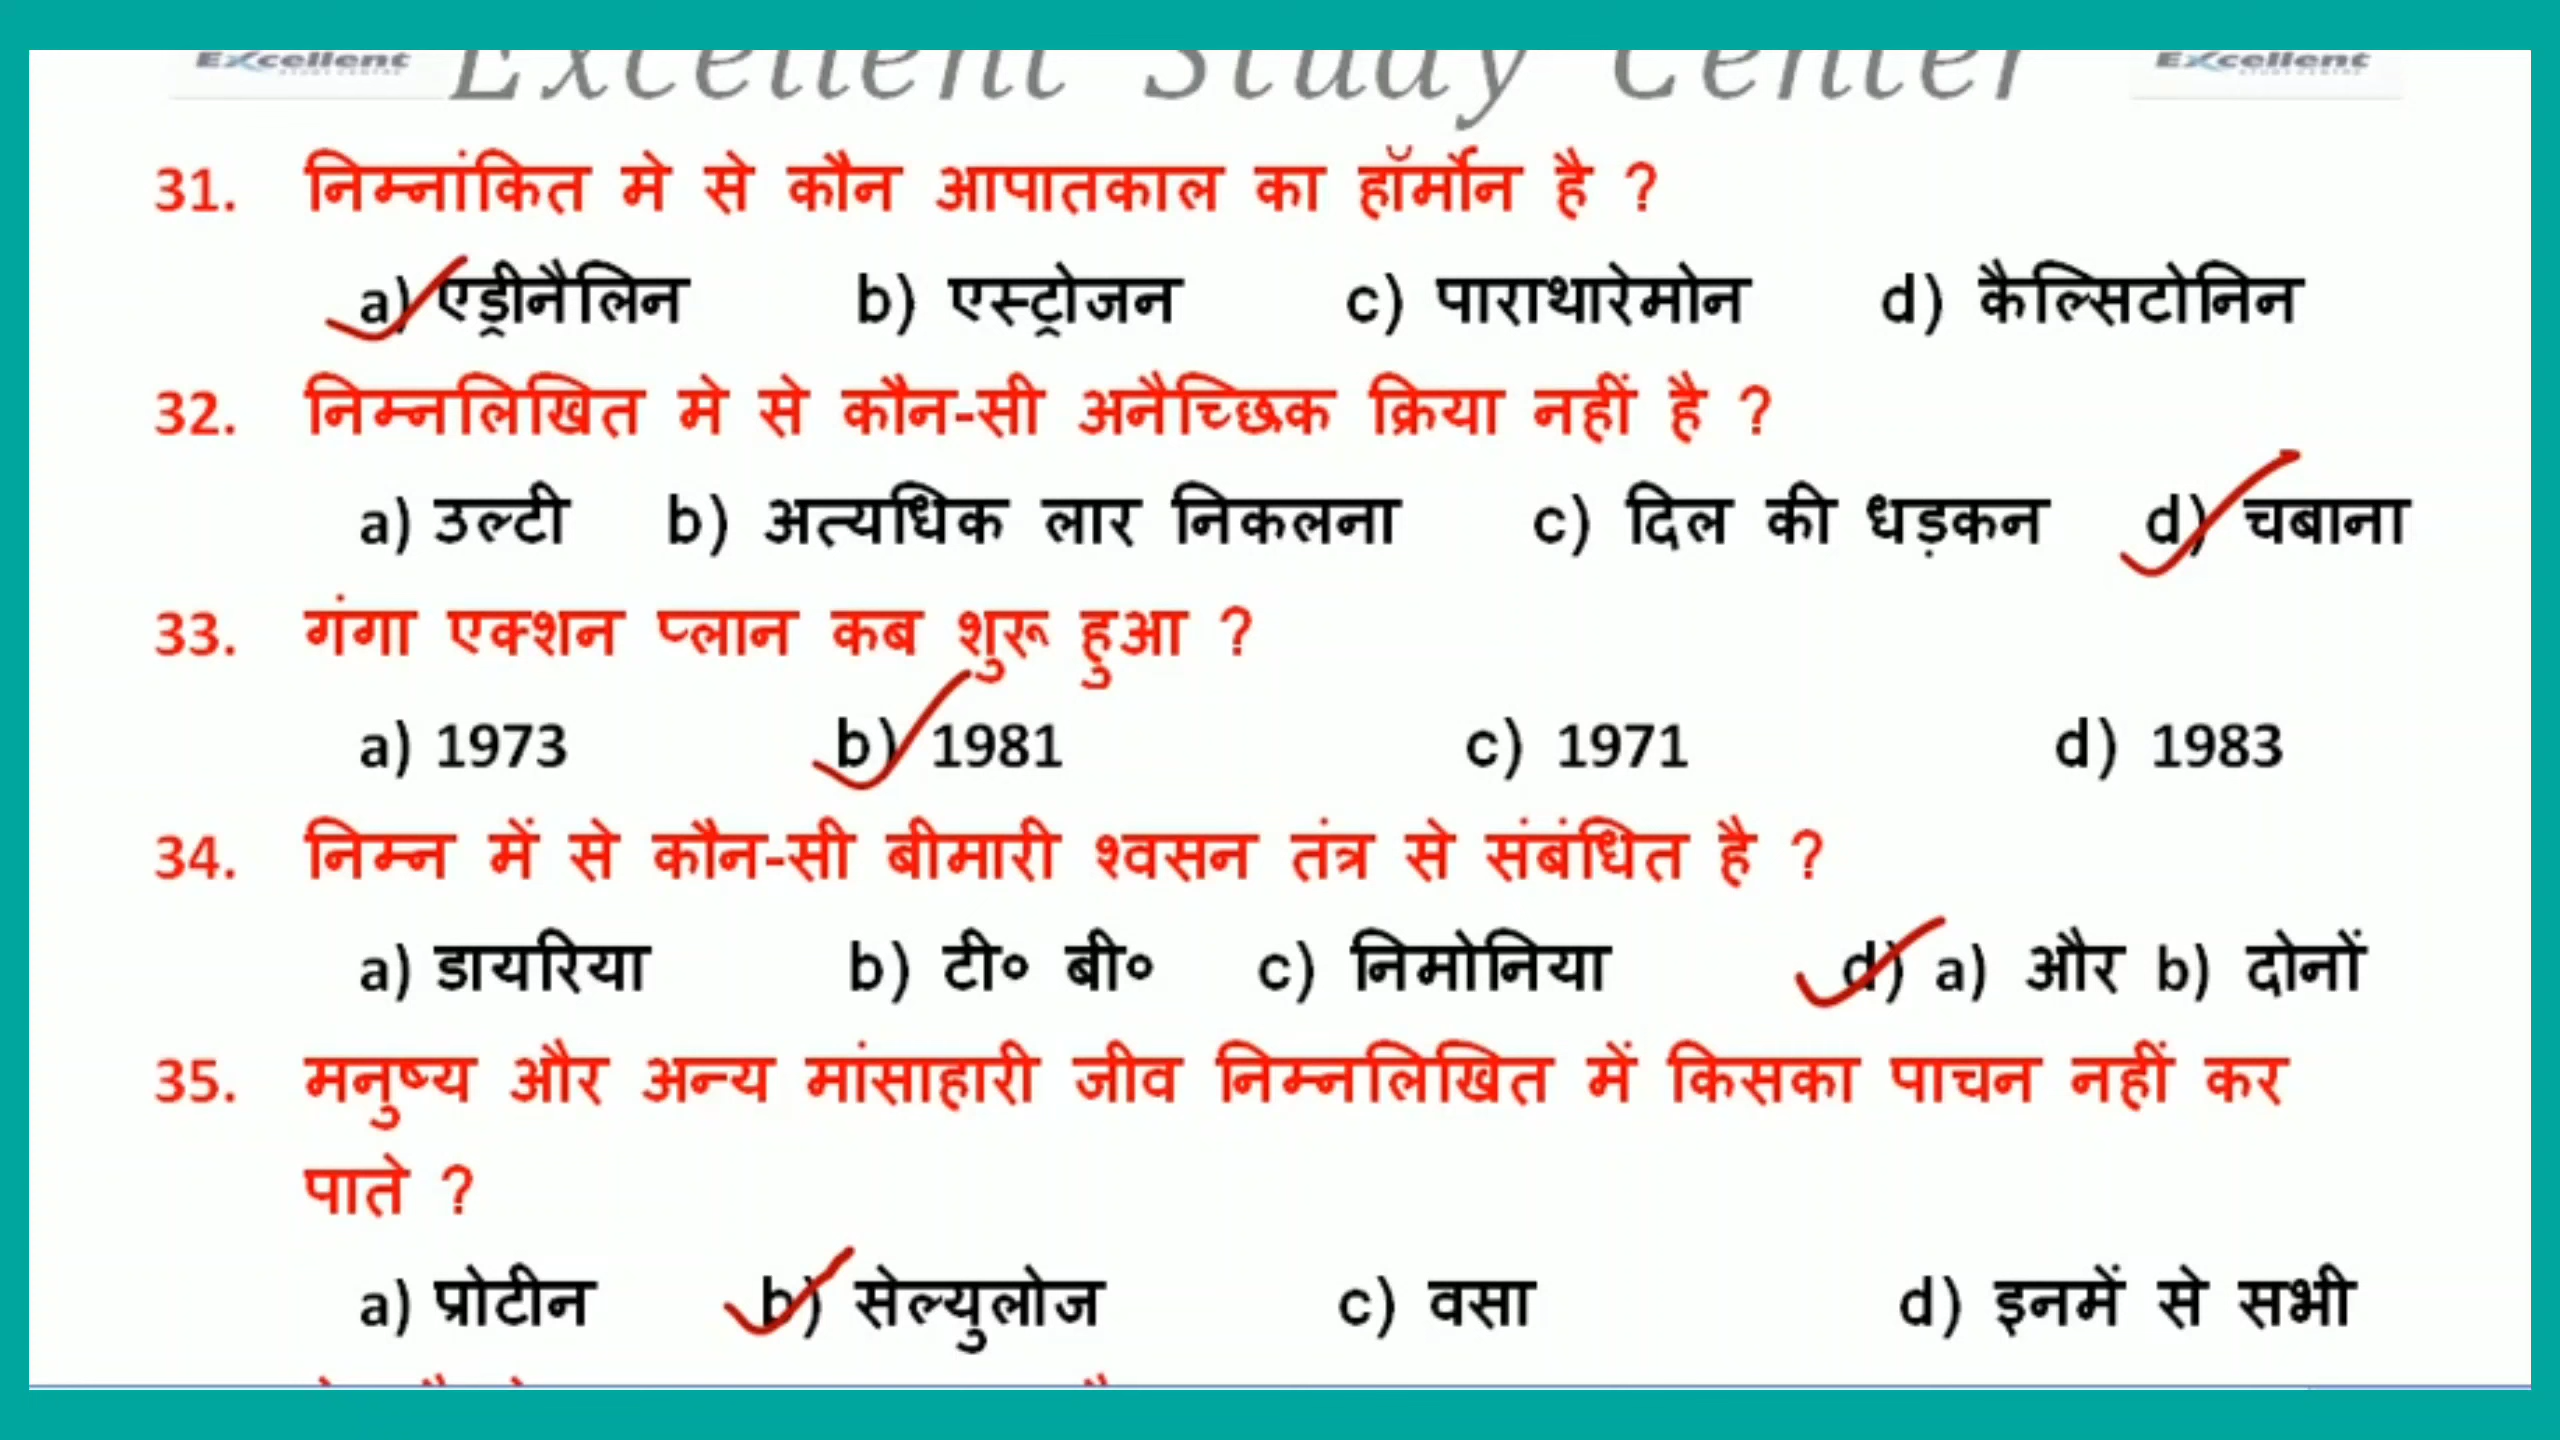 Excellent Excellent Study Center Excellent
31. निम्नांकित मे से कौन आपातकाल का हॉर्मोन है ?
a) एड्रीनैलिन b) एस्ट्रोजन c) पाराथारेमोन d) कैल्सिटोनिन
32. निम्नलिखित मे से कौन-सी अनैच्छिक क्रिया नहीं है ?
a) उल्टी b) अत्यधिक लार निकलना c) दिल की धड़कन d) चबाना
33. गंगा एक्शन प्लान कब शुरू हुआ ?
a) 1973 b) 1981 c) 1971 d) 1983
34. निम्न में से कौन-सी बीमारी श्वसन तंत्र से संबंधित है ?
a) डायरिया b) टी० बी० c) निमोनिया d) a) और b) दोनों
35. मनुष्य और अन्य मांसाहारी जीव निम्नलिखित में किसका पाचन नहीं कर
पाते ?
a) प्रोटीन b) सेल्युलोज c) वसा d) इनमें से सभी